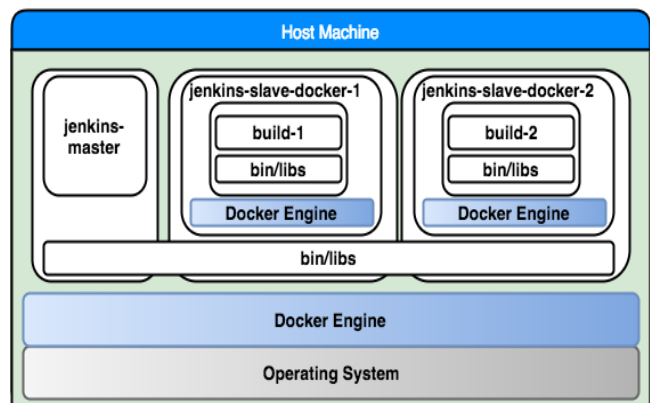 Host Machine
jenkins-
master
jenkins-slave-docker-1
build-1
bin/libs
Docker Engine
jenkins-slave-docker-2
build-2
bin/libs
Docker Engine
bin/libs
Docker Engine
Operating System